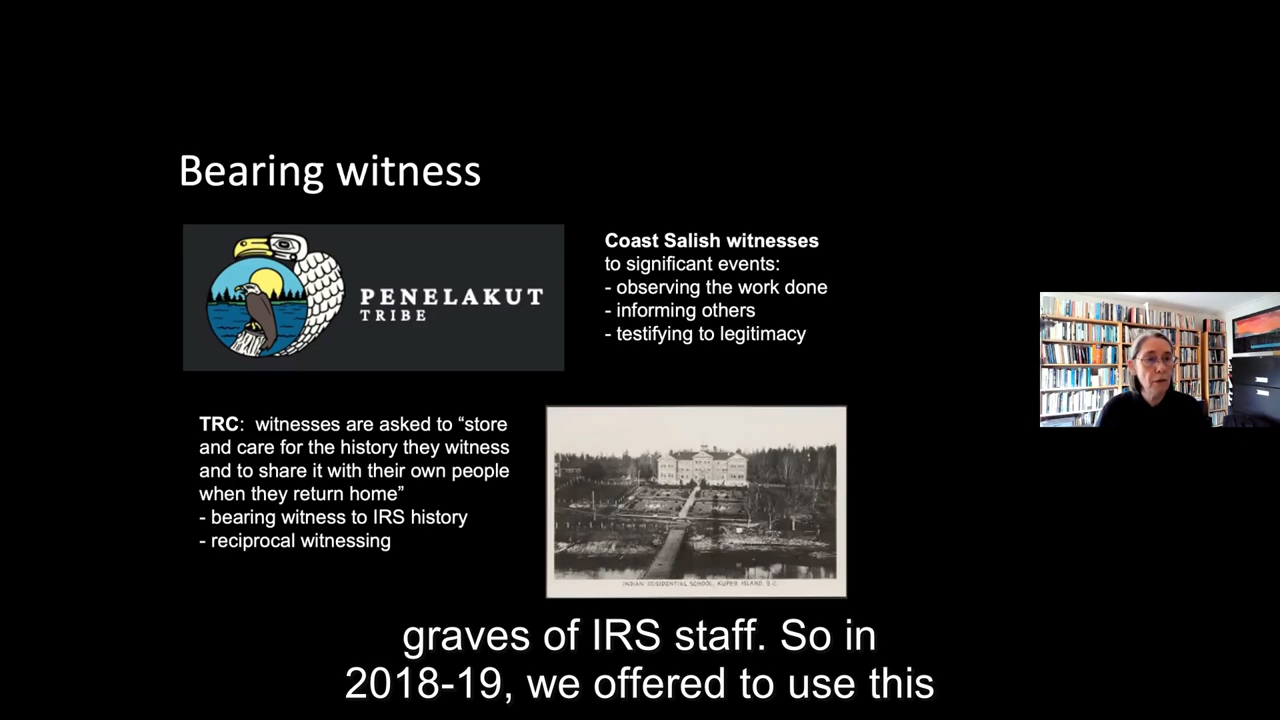 Bearing witness
PENELAKUT
TRIBE
Coast Salish witnesses
to significant events:
- observing the work done
- informing others
- testifying to legitimacy
TRC: witnesses are asked to “store
and care for the history they witness
and to share it with their own people
when they return home”
- bearing witness to IRS history
- reciprocal witnessing
INDIAN RESIDENTIAL SCHOOL, KUPER ISLAND, B.C.
graves of IRS staff. So in
2018-19, we offered to use this